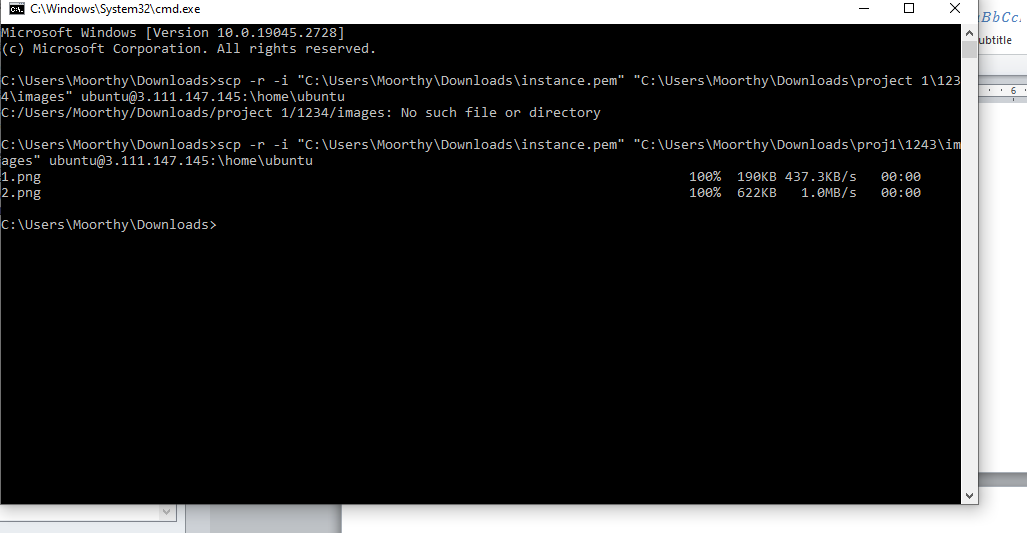 C:\Windows\System32\cmd.exe
Microsoft Windows [Version 10.0.19045.2728]
(c) Microsoft Corporation. All rights reserved.
C:\Users\Moorthy\Downloads>scp -r -i "C:\Users\Moorthy\Downloads\instance.pem" "C:\Users\Moorthy\Downloads\project 1\123
4\images" ubuntu@3.111.147.145:\home\ubuntu
C:/Users/Moorthy/Downloads/project 1/1234/images: No such file or directory
C:\Users\Moorthy\Downloads>scp -r -i "C:\Users\Moorthy\Downloads\instance.pem" "C:\Users\Moorthy\Downloads\proj1\1243\im
ages" ubuntu@3.111.147.145:\home\ubuntu
1.png 100% 190KB 437.3KB/s 00:00
2.png 100% 622KB 1.0MB/s 00:00
C:\Users\Moorthy\Downloads>
BbCc.
ubtitle
6